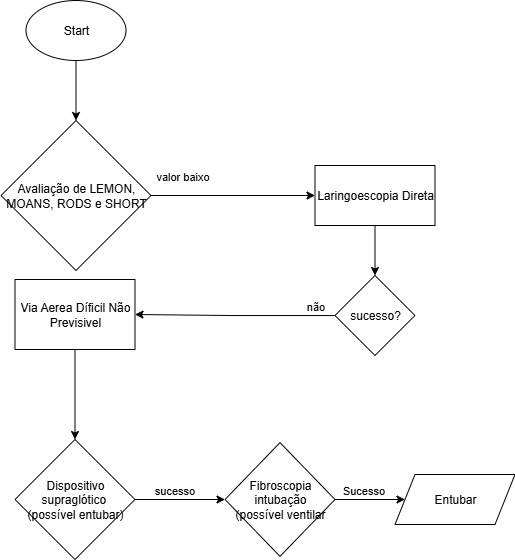 Start
Avaliação de LEMON,
MOANS, RODS e SHORT
valor baixo
Laringoescopia Direta
sucesso?
não
Via Aerea Díficil Não
Previsivel
Dispositivo
supraglótico
(possível entubar)
sucesso
Fibroscopia
intubação
(possível ventilar
Sucesso
Entubar